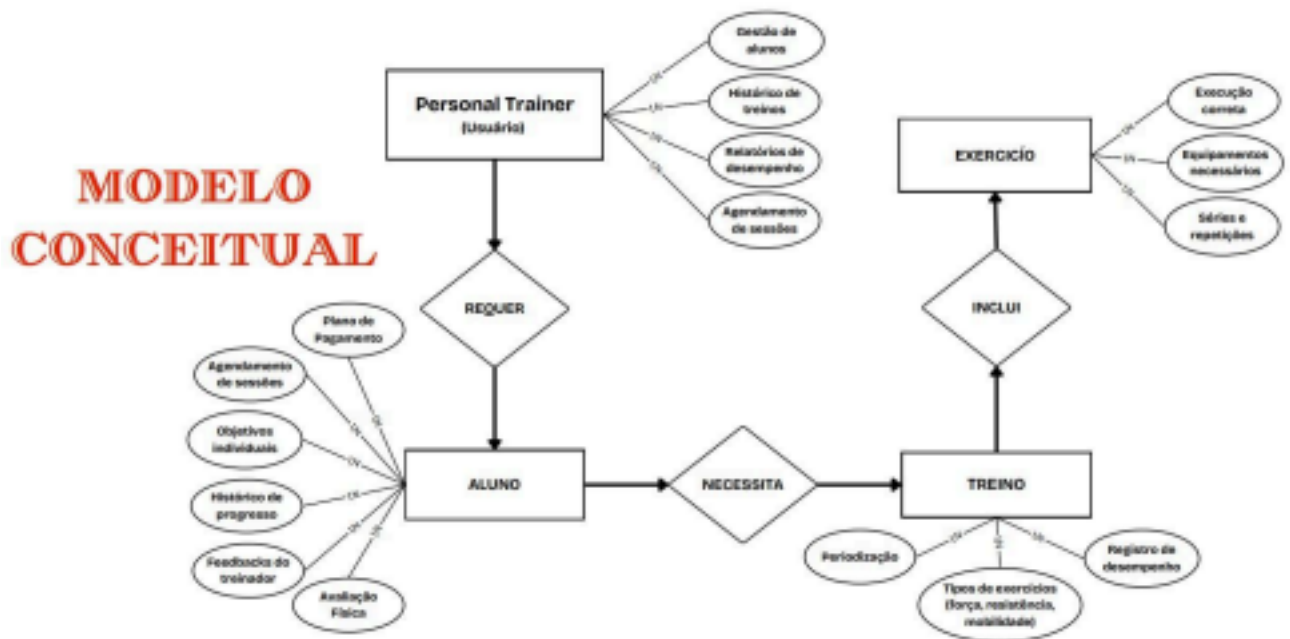 MODELO
CONCEITUAL
Personal Trainer
(Usuário)
Gestão de
alunos
Histórico de
treinos
Relatórios de
desempenho
Agendamento
de sessões
REQUER
Plano de
Pagamento
Agendamento
de sessões
Objetivos
individuais
Histórico de
progresso
Feedbacks do
treinador
Avaliação
Física
ALUNO
NECESSITA
TREINO
Periodização
Tipos de exercícios
(força, resistência,
mobilidade)
Registro de
desempenho
INCLUI
EXERCICÍO
Execução
correta
Equipamentos
necessários
Séries e
repetições